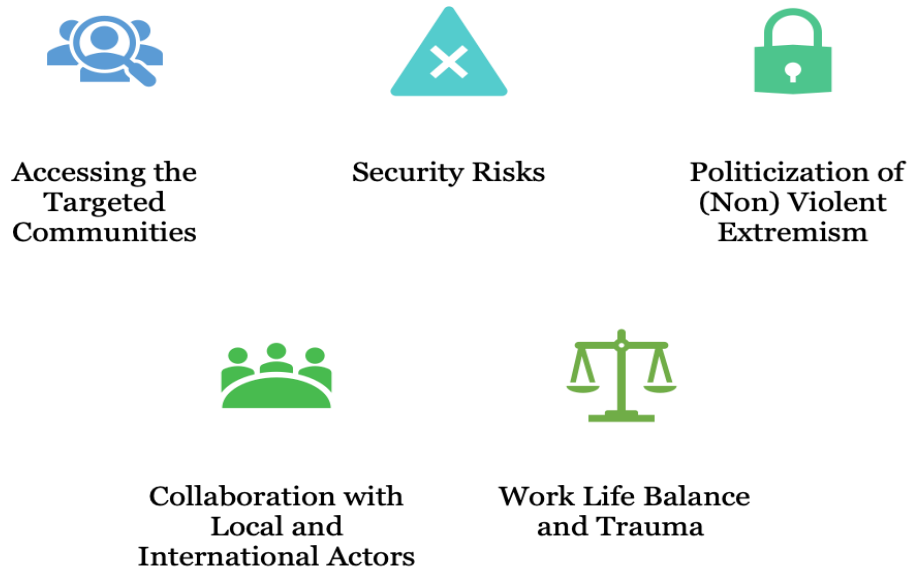 Accessing the
Targeted
Communities
Security Risks
Politicization of
(Non) Violent
Extremism
Collaboration with
Local and
International Actors
Work Life Balance
and Trauma